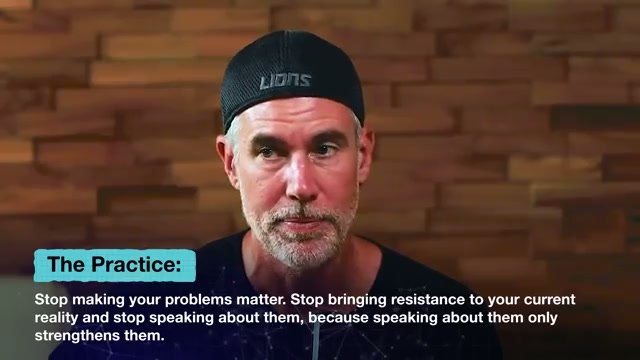 LIONS
The Practice:
Stop making your problems matter. Stop bringing resistance to your current
reality and stop speaking about them, because speaking about them only
strengthens them.